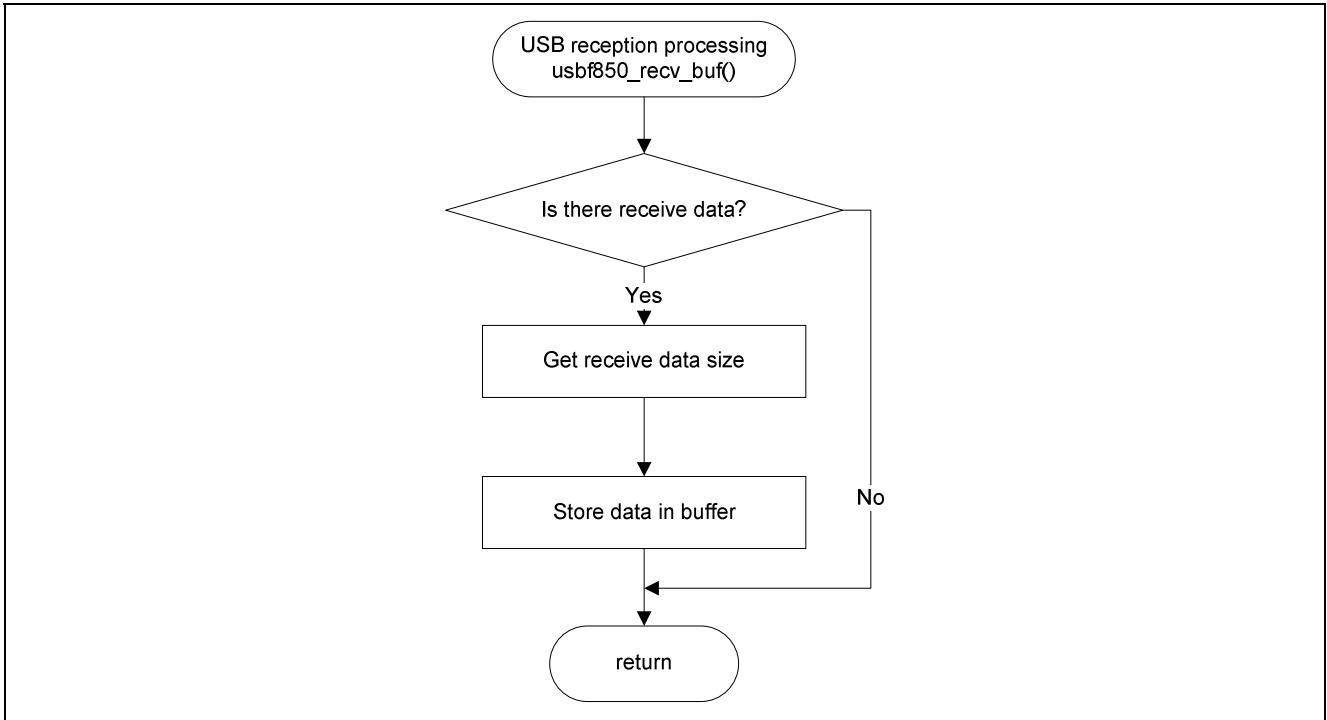 USB reception processing
usbf850_recv_buf()
Is there receive data?
Yes
Get receive data size
Store data in buffer
No
return